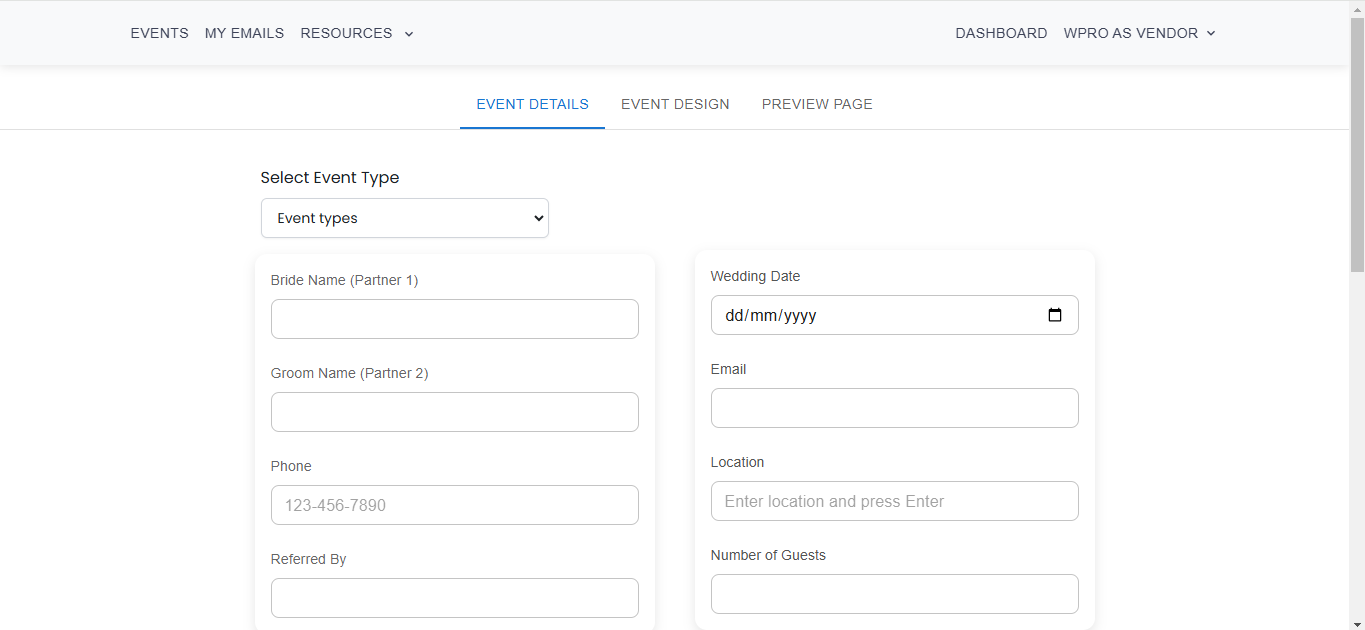 EVENTS MY EMAILS RESOURCES DASHBOARD WPRO AS VENDOR
EVENT DETAILS EVENT DESIGN PREVIEW PAGE
Select Event Type
Event types
Bride Name (Partner 1)
Groom Name (Partner 2)
Phone
123-456-7890
Referred By
Wedding Date
dd/mm/yyyy
Email
Location
Enter location and press Enter
Number of Guests